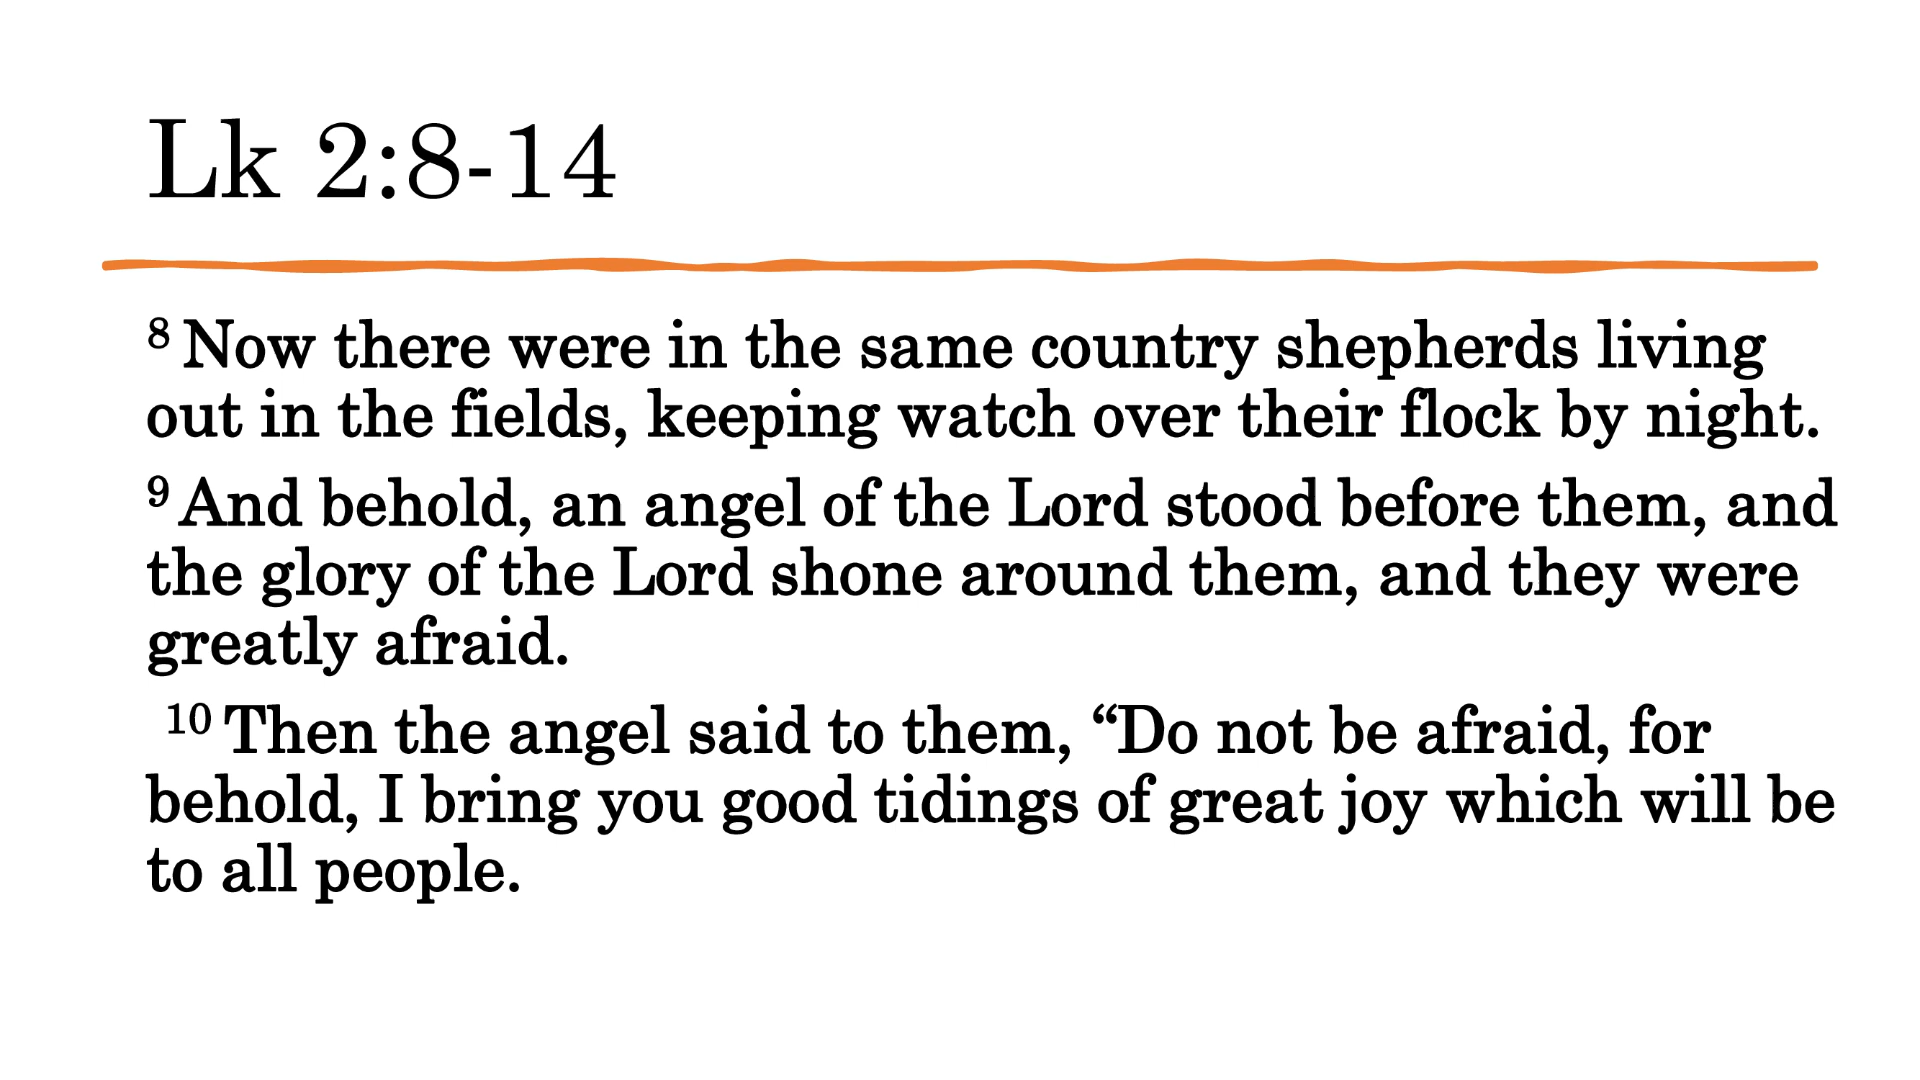 Lk 2:8-14
8 Now there were in the same country shepherds living
out in the fields, keeping watch over their flock by night.
9 And behold, an angel of the Lord stood before them, and
the glory of the Lord shone around them, and they were
greatly afraid.
10 Then the angel said to them, “Do not be afraid, for
behold, I bring you good tidings of great joy which will be
to all people.